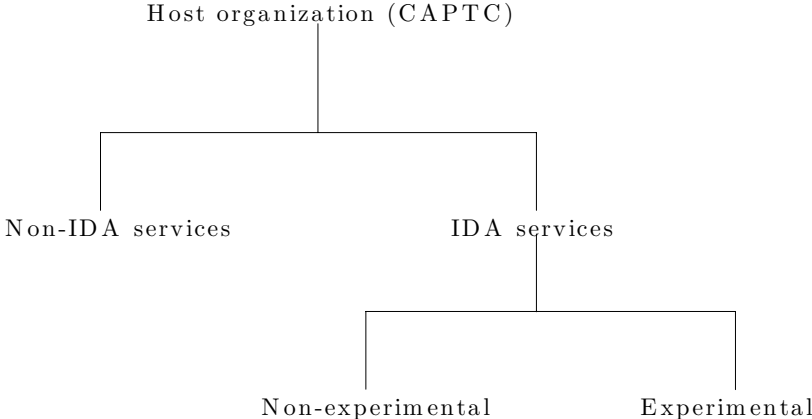 Host organization (CAPTC)
Non-IDA services
IDA services
Non-experimental
Experimental